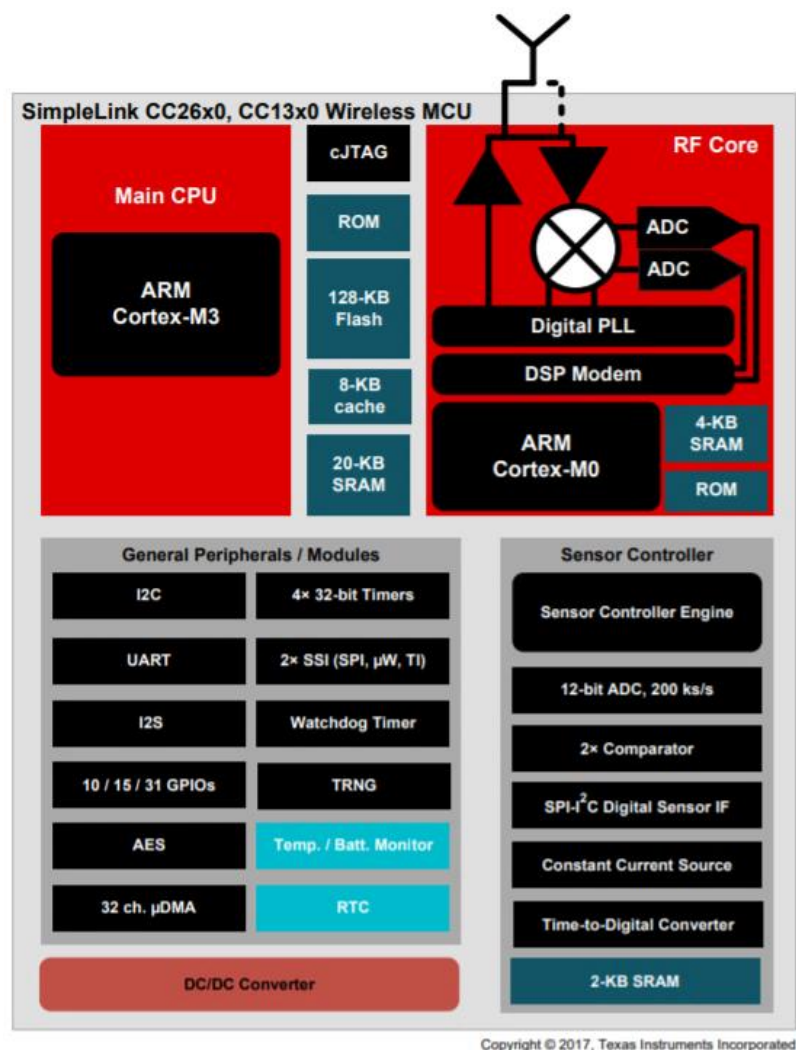 SimpleLink CC26x0, CC13x0 Wireless MCU
Main CPU
ARM
Cortex-M3
cJTAG
ROM
128-KB
Flash
8-KB
cache
20-KB
SRAM
RF Core
ADC
ADC
Digital PLL
DSP Modem
ARM
Cortex-M0
4-KB
SRAM
ROM
General Peripherals / Modules
I2C
4× 32-bit Timers
UART
2× SSI (SPI, µW, TI)
I2S
Watchdog Timer
10 / 15 / 31 GPIOs
TRNG
AES
Temp. / Batt. Monitor
32 ch. µDMA
RTC
Sensor Controller
Sensor Controller Engine
12-bit ADC, 200 ks/s
2× Comparator
SPI-I²C Digital Sensor IF
Constant Current Source
Time-to-Digital Converter
2-KB SRAM
DC/DC Converter
Copyright © 2017, Texas Instruments Incorporated